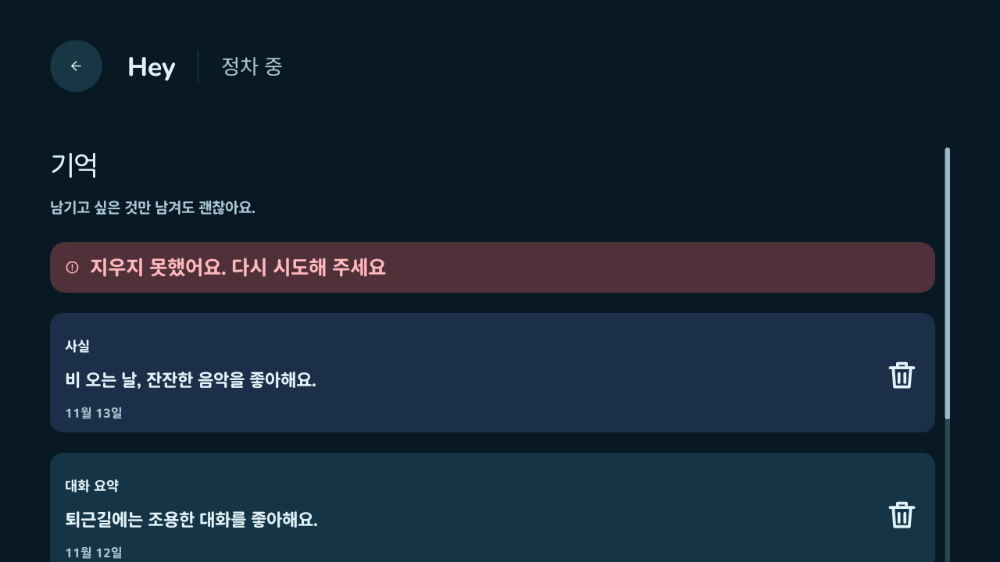 Hey
정차 중
기억
남기고 싶은 것만 남겨도 괜찮아요.
지우지 못했어요. 다시 시도해 주세요
사실
비 오는 날, 잔잔한 음악을 좋아해요.
11월 13일
대화 요약
퇴근길에는 조용한 대화를 좋아해요.
11월 12일